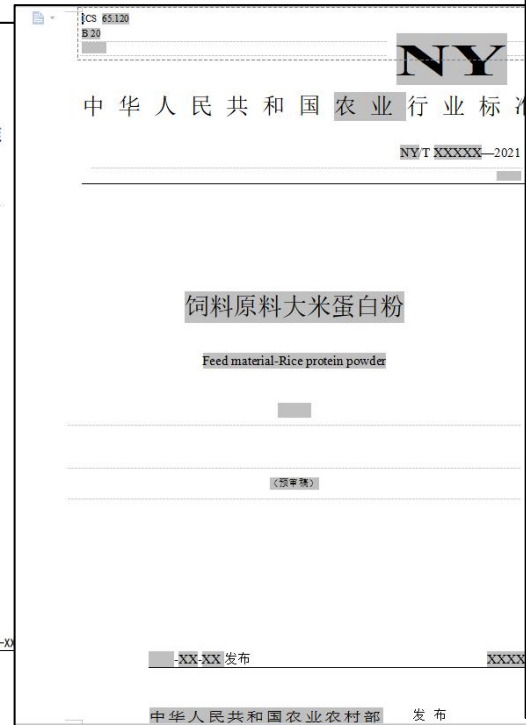 ICS 65.120
B 20
NY
中华人民共和国农业行业标
NY/T XXXXX—2021
饲料原料大米蛋白粉
Feed material-Rice protein powder
（预审稿）
-XX-XX 发布
XXXX
中华人民共和国农业农村部 发布